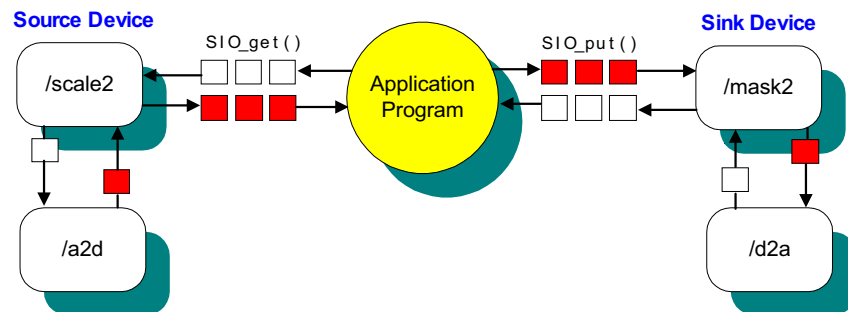 Source Device
Sink Device
SIO_get()
SIO_put()
/scale2
Application
Program
/mask2
/a2d
/d2a